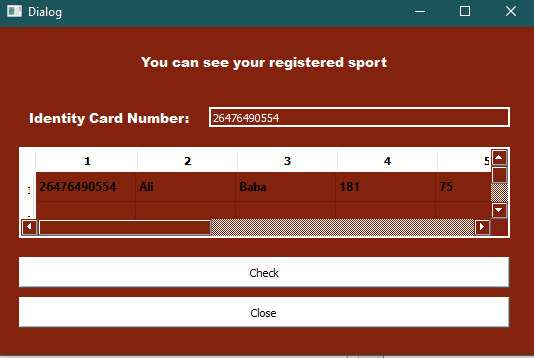 Dialog
You can see your registered sport
Identity Card Number: 26476490554
1 2 3 4 5
1 26476490554 Ali Baba 181 75
Check
Close